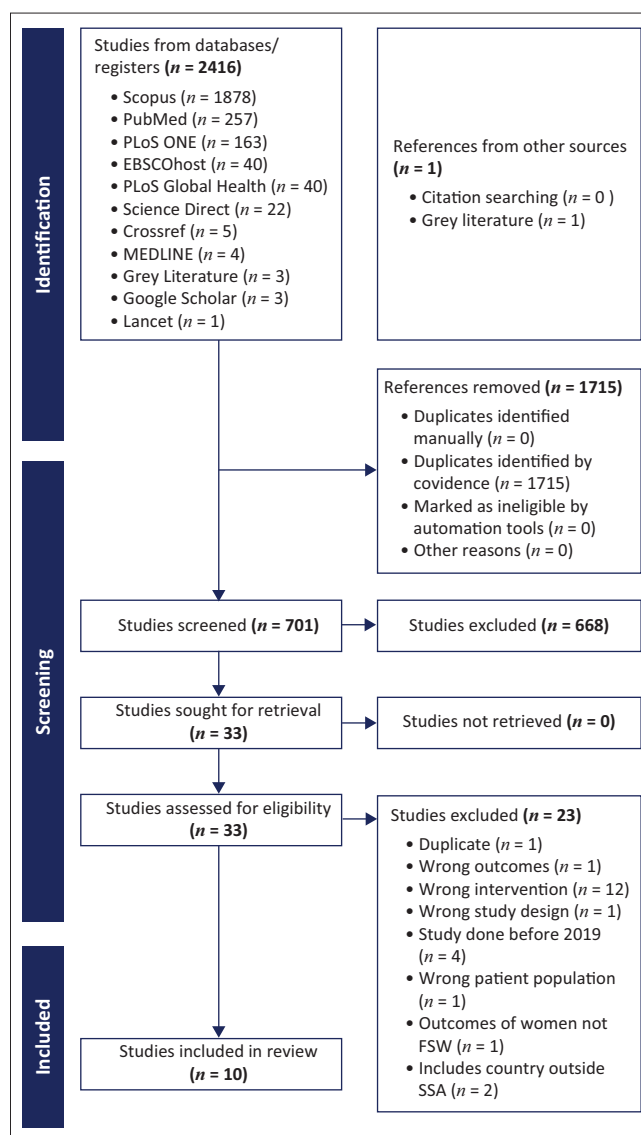 Identification
Studies from databases/
registers (n = 2416)
• Scopus (n = 1878)
• PubMed (n = 257)
• PLoS ONE (n = 163)
• EBSCOhost (n = 40)
• PLoS Global Health (n = 40)
• Science Direct (n = 22)
• Crossref (n = 5)
• MEDLINE (n = 4)
• Grey Literature (n = 3)
• Google Scholar (n = 3)
• Lancet (n = 1)
References from other sources
(n = 1)
• Citation searching (n = 0 )
• Grey literature (n = 1)
References removed (n = 1715)
• Duplicates identified
manually (n = 0)
• Duplicates identified by
covidence (n = 1715)
• Marked as ineligible by
automation tools (n = 0)
• Other reasons (n = 0)
Screening
Studies screened (n = 701)
Studies excluded (n = 668)
Studies sought for retrieval
(n = 33)
Studies not retrieved (n = 0)
Studies assessed for eligibility
(n = 33)
Studies excluded (n = 23)
• Duplicate (n = 1)
• Wrong outcomes (n = 1)
• Wrong intervention (n = 12)
• Wrong study design (n = 1)
• Study done before 2019
(n = 4)
• Wrong patient population
(n = 1)
• Outcomes of women not
FSW (n = 1)
• Includes country outside
SSA (n = 2)
Included
Studies included in review
(n = 10)